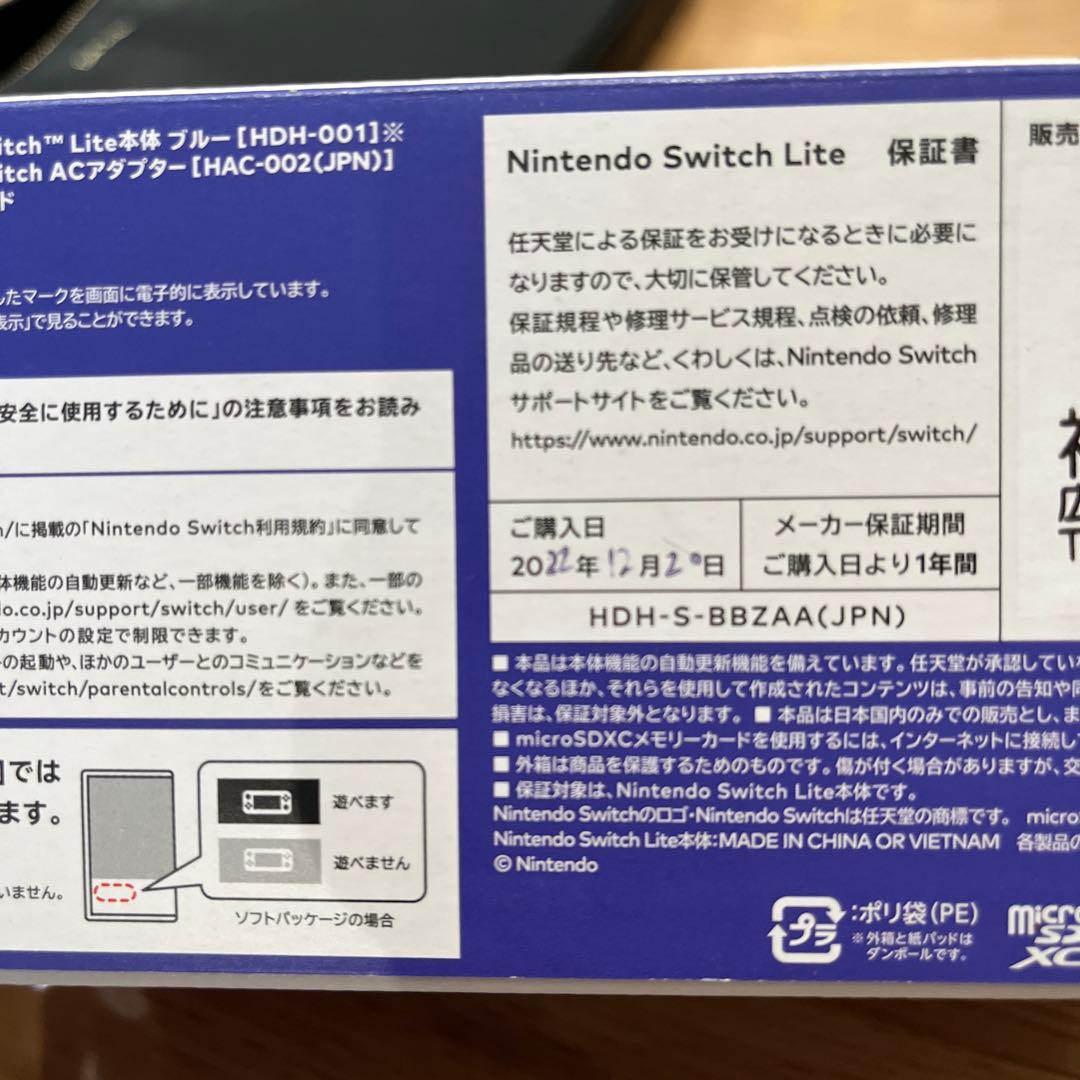 itch™ Lite本体 ブルー[HDH-001]※
itch ACアダプター[HAC-002(JPN)]
ド
したマークを画面に電子的に表示しています。
表示」で見ることができます。
安全に使用するために」の注意事項をお読み
/に掲載の「Nintendo Switch利用規約」に同意して
体機能の自動更新など、一部機能を除く)。また、一部の
do.co.jp/support/switch/user/ をご覧ください。
カウントの設定で制限できます。
の起動や、ほかのユーザーとのコミュニケーションなどを
t/switch/parentalcontrols/をご覧ください。
]では
ます。
いません。
遊べます
遊べません
ソフトパッケージの場合
Nintendo Switch Lite 保証書
任天堂による保証をお受けになるときに必要に
なりますので、大切に保管してください。
保証規程や修理サービス規程、点検の依頼、修理
品の送り先など、くわしくは、Nintendo Switch
サポートサイトをご覧ください。
https://www.nintendo.co.jp/support/switch/
ご購入日
2022年12月20日
メーカー保証期間
ご購入日より1年間
HDH-S-BBZAA(JPN)
販売
広
T
■ 本品は本体機能の自動更新機能を備えています。任天堂が承認してい
なくなるほか、それらを使用して作成されたコンテンツは、事前の告知や同
損害は、保証対象外となります。 ■ 本品は日本国内のみでの販売とし、ま
■ microSDXCメモリーカードを使用するには、インターネットに接続し
■ 外箱は商品を保護するためのものです。傷が付く場合がありますが、交
■ 保証対象は、Nintendo Switch Lite本体です。
Nintendo Switchのロゴ・Nintendo Switchは任天堂の商標です。 micro
Nintendo Switch Lite本体:MADE IN CHINA OR VIETNAM 各製品の
© Nintendo
プラ
:ポリ袋(PE)
※外箱と紙パッドは
ダンボールです。
micro
SD
XC